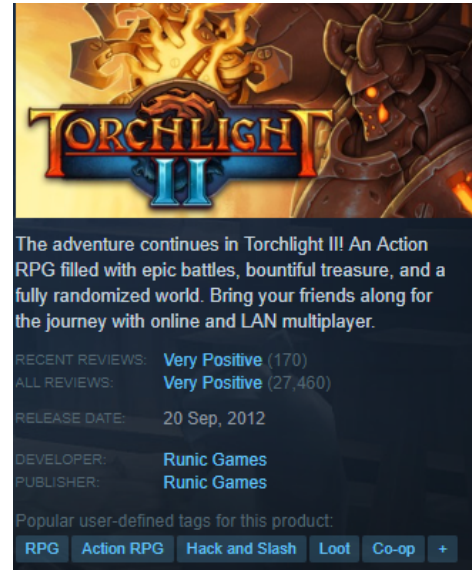 TORCHLIGHT
II
The adventure continues in Torchlight II! An Action
RPG filled with epic battles, bountiful treasure, and a
fully randomized world. Bring your friends along for
the journey with online and LAN multiplayer.
RECENT REVIEWS: Very Positive (170)
ALL REVIEWS: Very Positive (27,460)
RELEASE DATE: 20 Sep, 2012
DEVELOPER: Runic Games
PUBLISHER: Runic Games
Popular user-defined tags for this product:
RPG Action RPG Hack and Slash Loot Co-op +